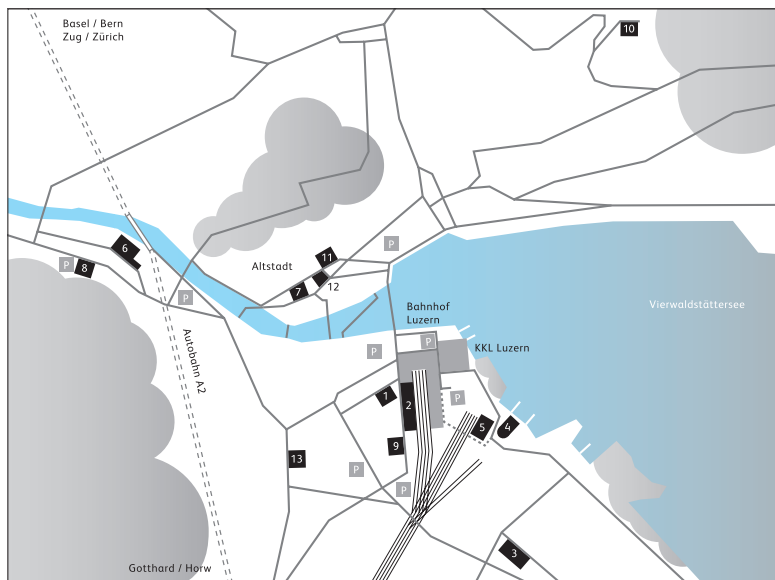 Basel / Bern
Zug / Zürich
10
P
6
11
Altstadt
P
8
12
7
P
Vierwaldstättersee
Bahnhof
Luzern
Autobahn A2
P
KKL Luzern
P
1
P
2
5
4
9
13
P
P
3
Gotthard / Horw